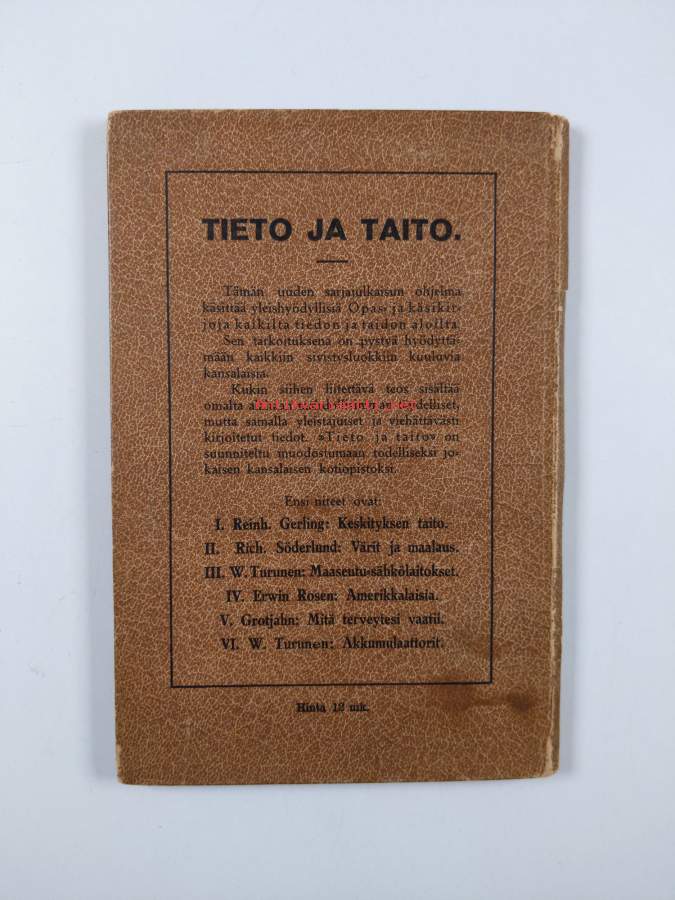 TIETO JA TAITO.
Tämän uuden sarjajulkaisun ohjelma
käsittää yleishyödyllisiä Opas- ja käsikir-
joja kaikilta tiedon ja taidon aloilta.
Sen tarkoituksena on pystyä hyödyttä-
mään kaikkiin sivistysluokkiin kuuluvia
kansalaisia.
Kukin siihen liitettävä teos sisältää
omalta
mutta samalla yleistajuiset ja viehättävästi
kirjoitetut tiedot. »Tieto ja taito» on
suunniteltu muodostumaan todelliseksi jo-
kaisen kansalaisen kotiopistoksi.
Ensi niteet ovat:
I. Reinh. Gerling: Keskityksen taito.
II. Rich. Söderlund: Värit ja maalaus.
III. W. Turunen: Maaseutu-sähkölaitokset.
IV. Erwin Rosen: Amerikkalaisia.
V. Grotjahn: Mitä terveytesi vaatii.
VI. W. Turunen: Akkumulaattorit.
Hinta 12 mk.